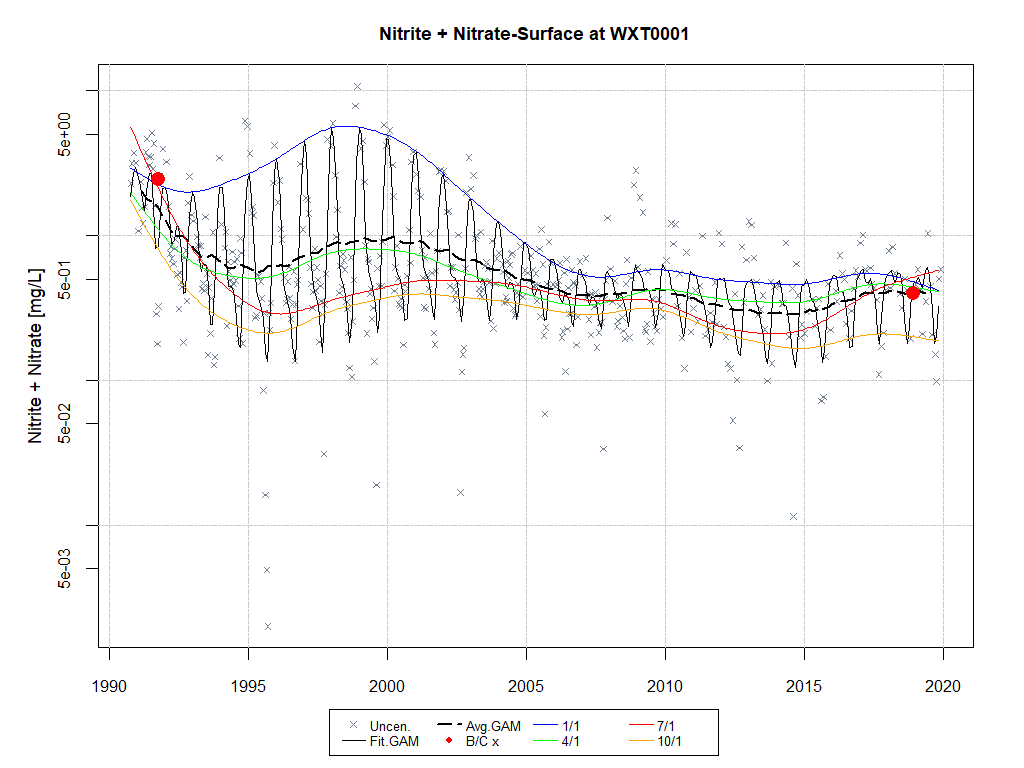 Nitrite + Nitrate-Surface at WXT0001
Nitrite + Nitrate [mg/L]
5e+00
5e-01
5e-02
5e-03
1990 1995 2000 2005 2010 2015 2020
Uncen. Avg.GAM 1/1 7/1
Fit.GAM B/C x 4/1 10/1